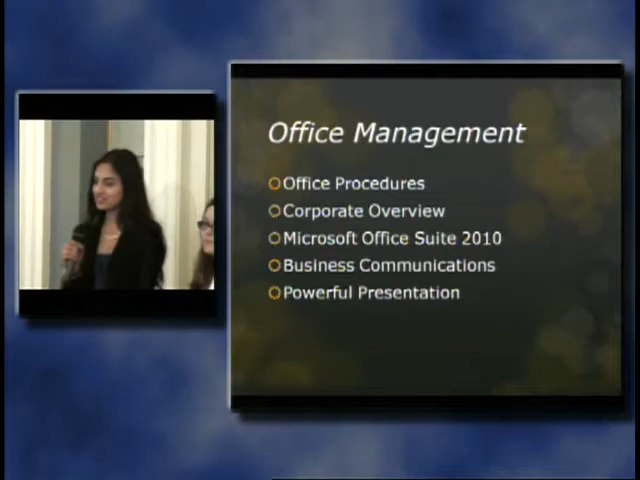 Office Management
Office Procedures
Corporate Overview
Microsoft Office Suite 2010
Business Communications
Powerful Presentation